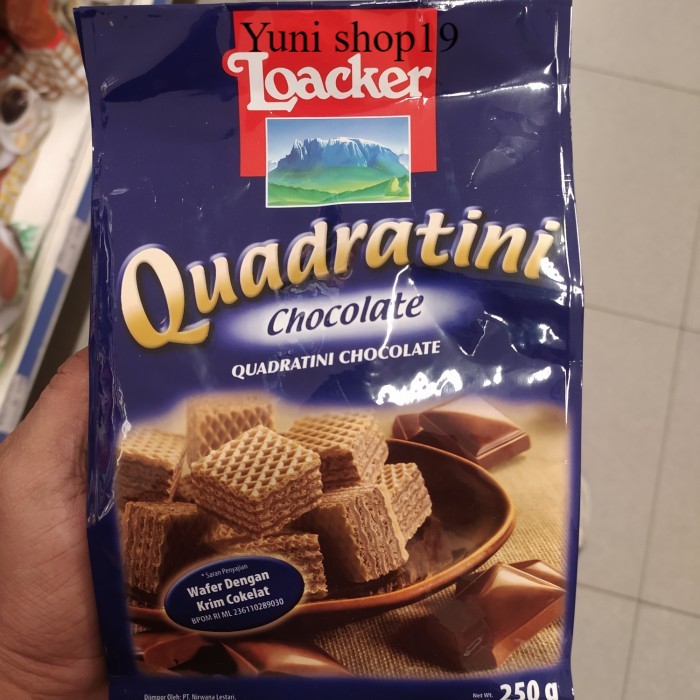 Yuni shop19
Loacker
Quadratini
Chocolate
QUADRATINI CHOCOLATE
* Saran Penyajian
Wafer Dengan
Krim Cokelat
BPOM RI ML 236110289030
Diimpor Oleh: PT. Nirwana Lestari,
Net Wt. 250 g